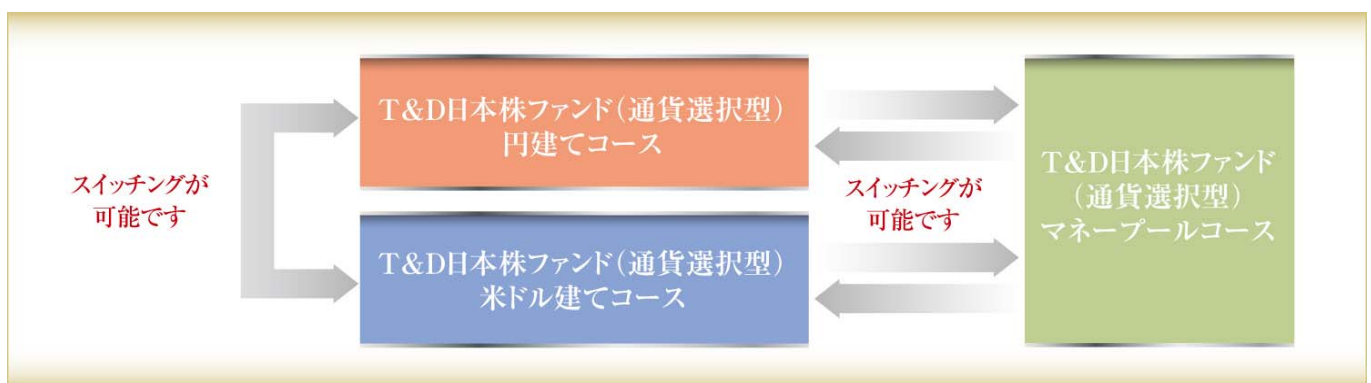 スイッチングが
可能です
T&D日本株ファンド(通貨選択型)
円建てコース
T&D日本株ファンド(通貨選択型)
米ドル建てコース
スイッチングが
可能です
T&D日本株ファンド
(通貨選択型)
マネープールコース